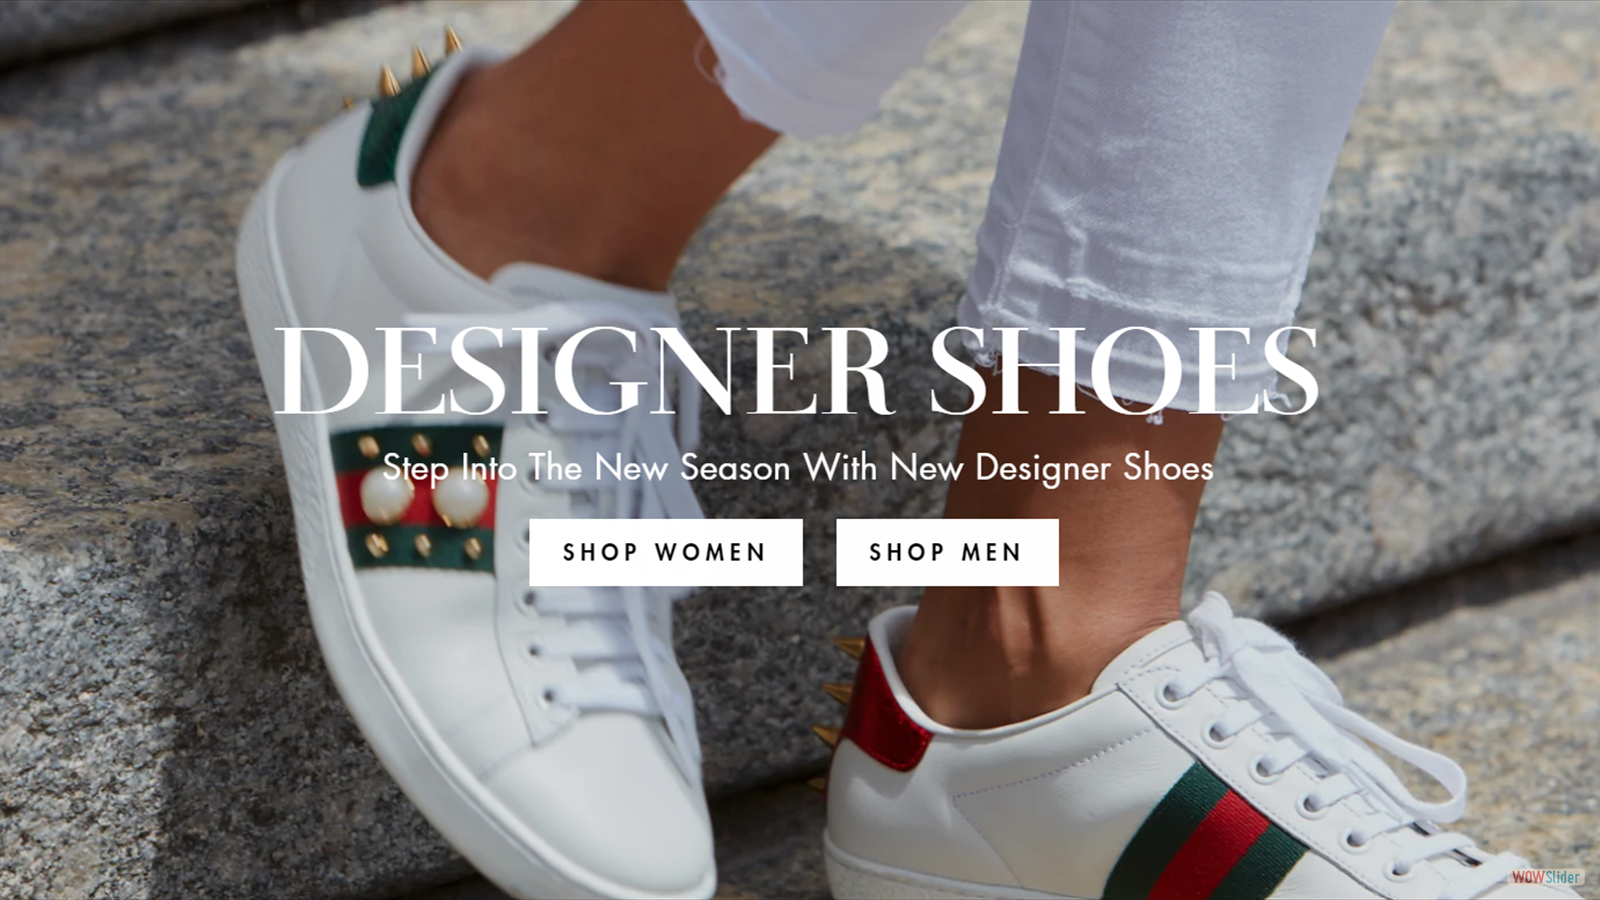 DESIGNER SHOES
Step Into The New Season With New Designer Shoes
SHOP WOMEN
SHOP MEN
WOWSlider